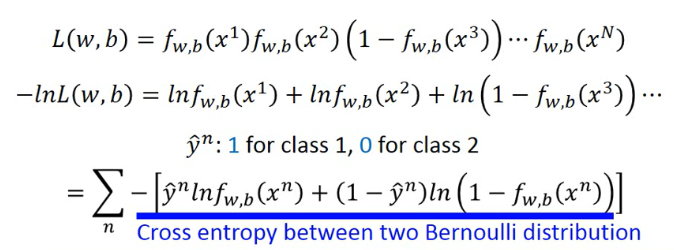 L(w,b) = f_{w,b}(x^1)f_{w,b}(x^2)(1 − f_{w,b}(x^3)) ⋯ f_{w,b}(x^N)
−lnL(w,b) = lnf_{w,b}(x^1) + lnf_{w,b}(x^2) + ln(1 − f_{w,b}(x^3)) ⋯
ŷ^n: 1 for class 1, 0 for class 2
= ∑_n −[ŷ^n lnf_{w,b}(x^n) + (1 − ŷ^n)ln(1 − f_{w,b}(x^n))]
Cross entropy between two Bernoulli distribution